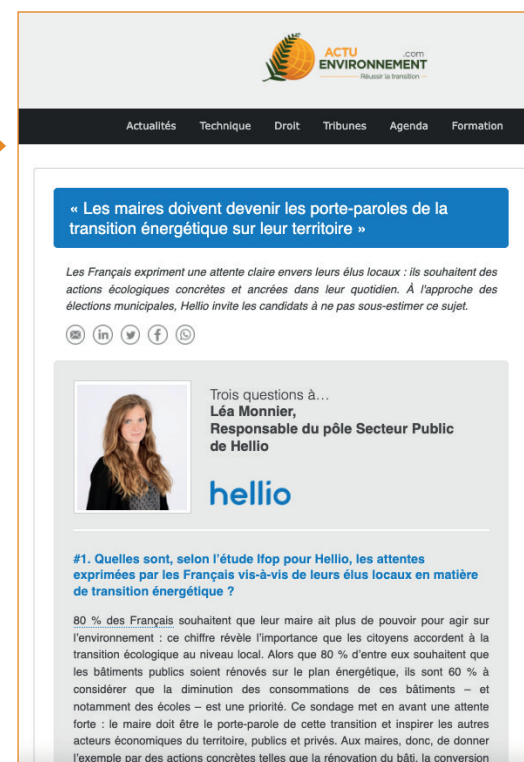 ACTU .com
ENVIRONNEMENT
Réussir la transition
Actualités Technique Droit Tribunes Agenda Formation
« Les maires doivent devenir les porte-paroles de la
transition énergétique sur leur territoire »
Les Français expriment une attente claire envers leurs élus locaux : ils souhaitent des
actions écologiques concrètes et ancrées dans leur quotidien. À l'approche des
élections municipales, Hellio invite les candidats à ne pas sous-estimer ce sujet.
Trois questions à…
Léa Monnier,
Responsable du pôle Secteur Public
de Hellio
hellio
#1. Quelles sont, selon l'étude Ifop pour Hellio, les attentes
exprimées par les Français vis-à-vis de leurs élus locaux en matière
de transition énergétique ?
80 % des Français souhaitent que leur maire ait plus de pouvoir pour agir sur
l'environnement : ce chiffre révèle l'importance que les citoyens accordent à la
transition écologique au niveau local. Alors que 80 % d'entre eux souhaitent que
les bâtiments publics soient rénovés sur le plan énergétique, ils sont 60 % à
considérer que la diminution des consommations de ces bâtiments – et
notamment des écoles – est une priorité. Ce sondage met en avant une attente
forte : le maire doit être le porte-parole de cette transition et inspirer les autres
acteurs économiques du territoire, publics et privés. Aux maires, donc, de donner
l'exemple par des actions concrètes telles que la rénovation du bâti, la conversion